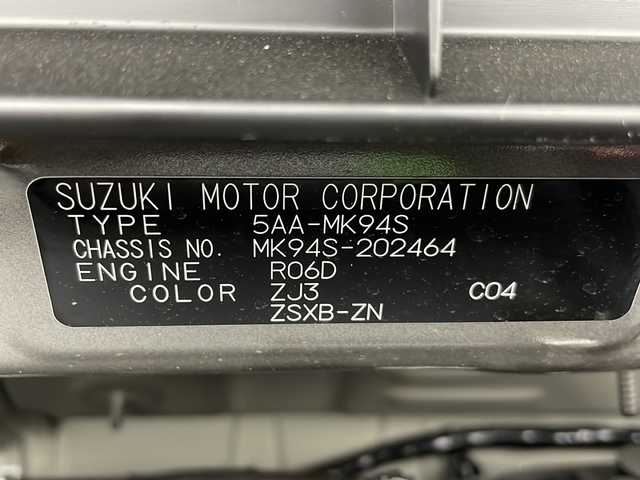 SUZUKI MOTOR CORPORATION
TYPE 5AA-MK94S
CHASSIS NO. MK94S-202464
ENGINE R06D
COLOR ZJ3 C04
ZSXB-ZN